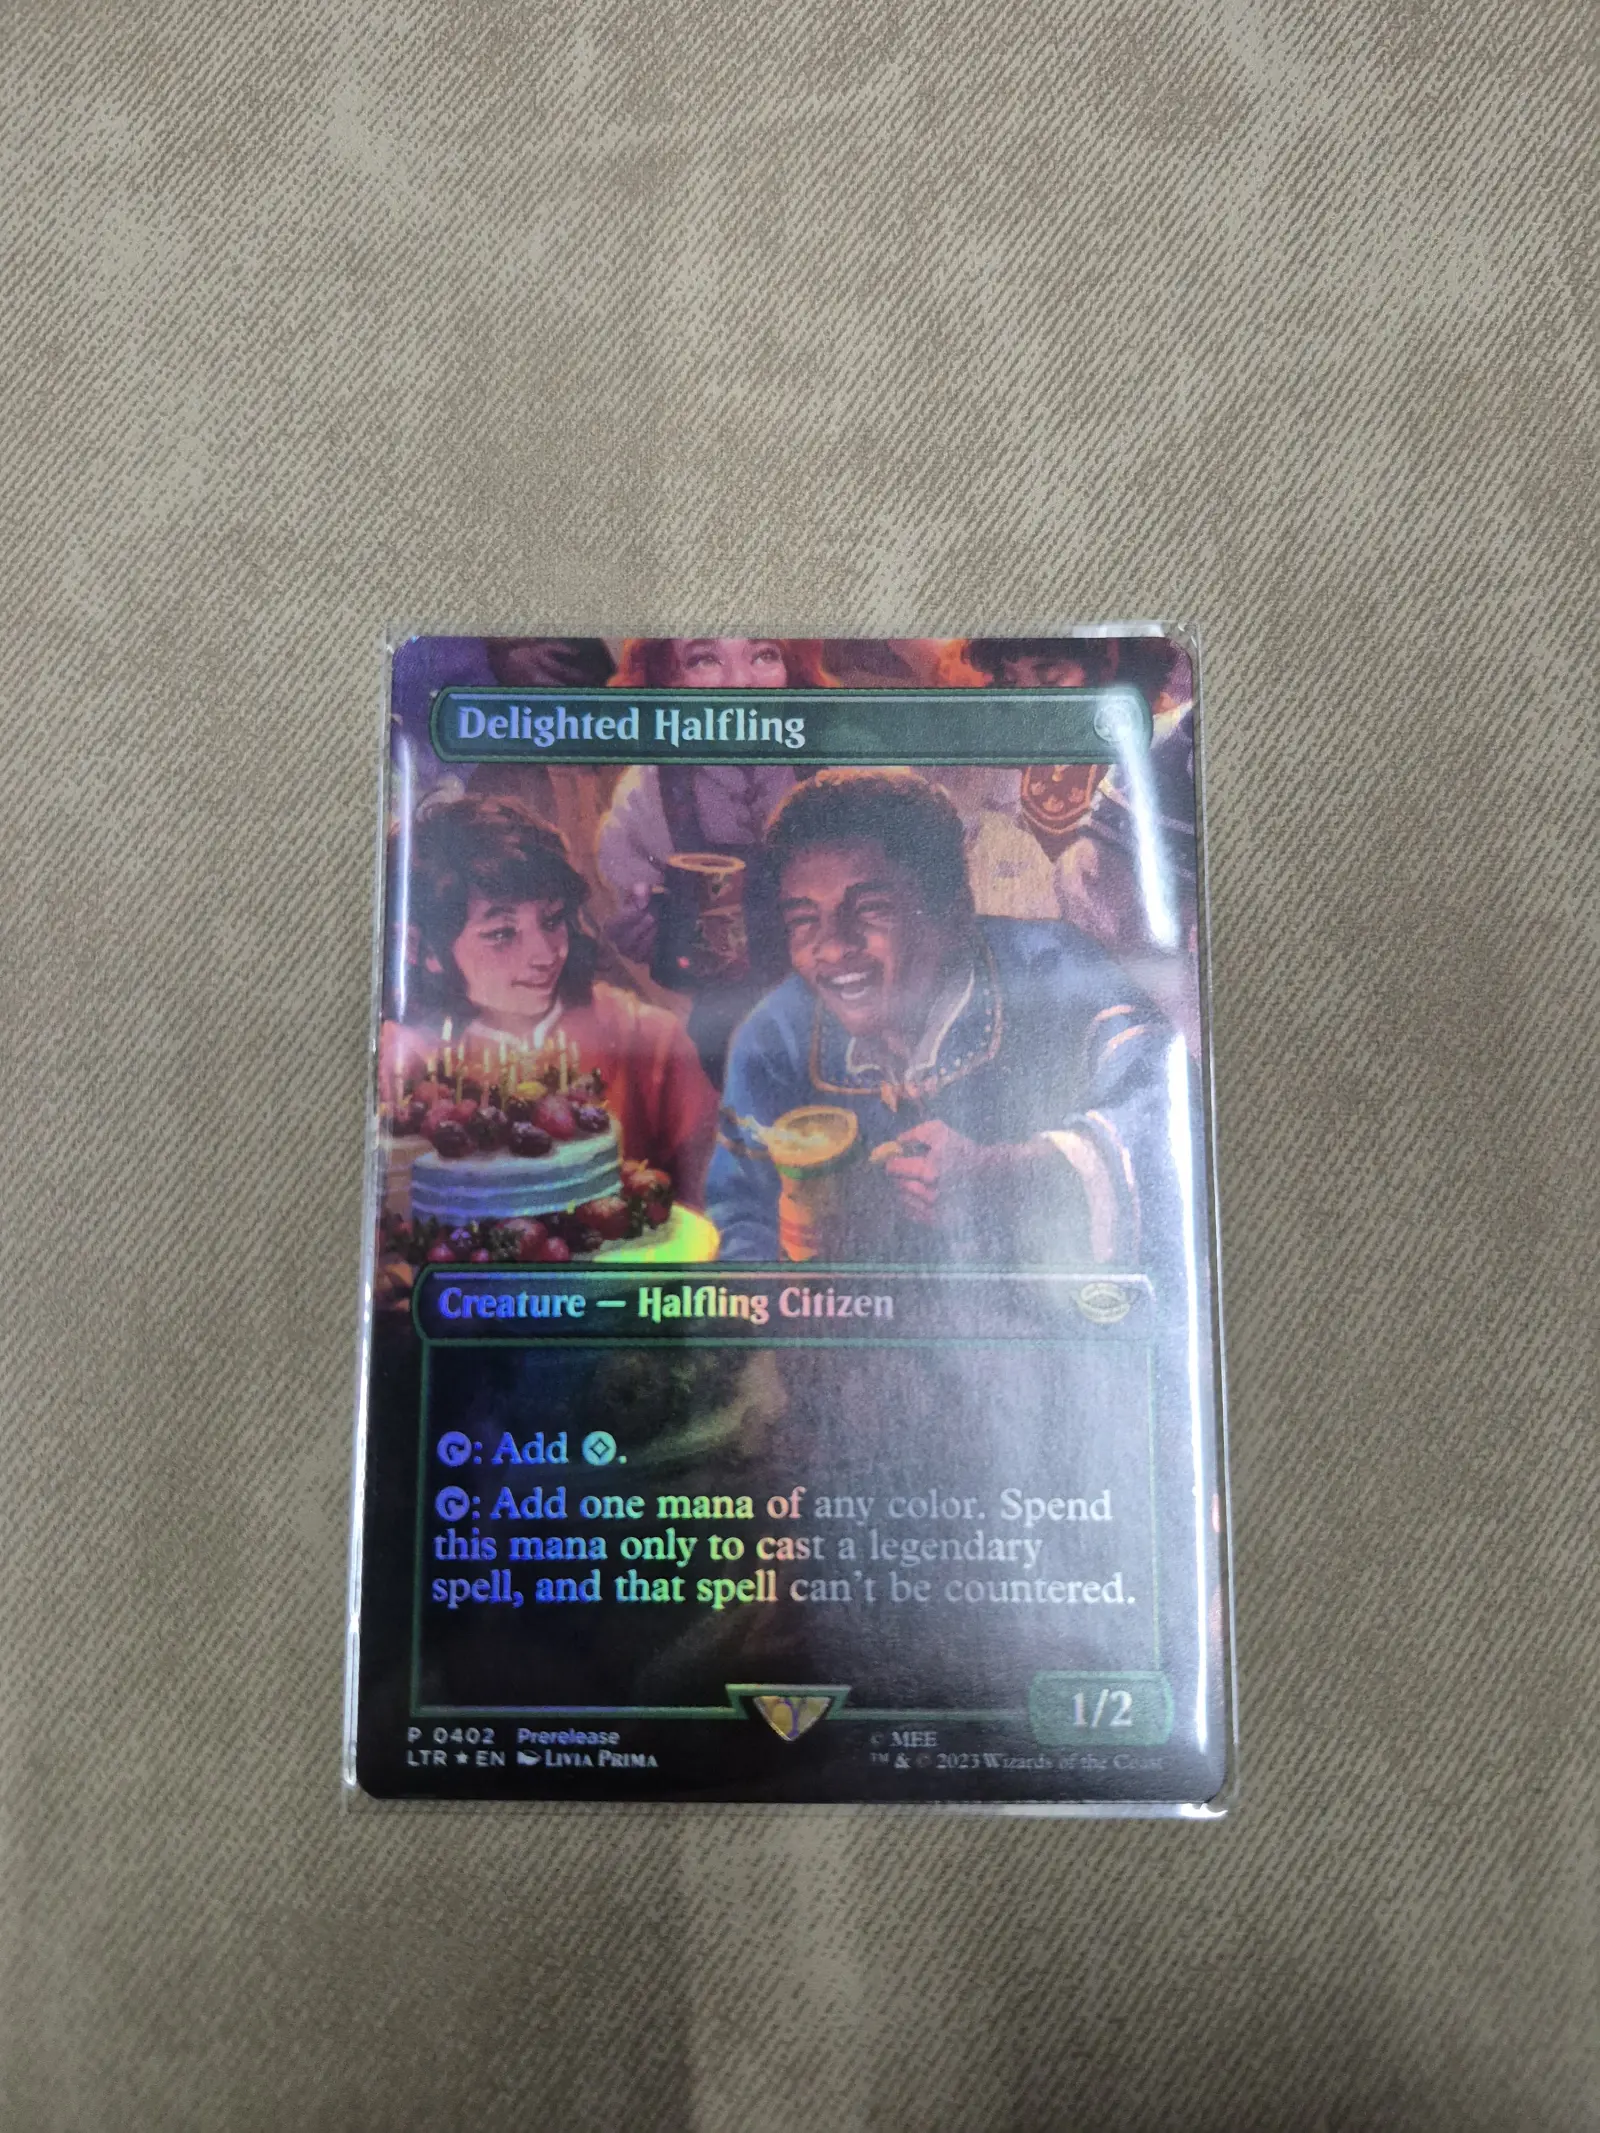 Delighted Halfling
Creature — Halfling Citizen
: Add .
: Add one mana of any color. Spend
this mana only to cast a legendary
spell, and that spell can't be countered.
1/2
P 0402 Prerelease
LTR ★ EN Livia Prima
© MEE
™ & © 2023 Wizards of the Coast